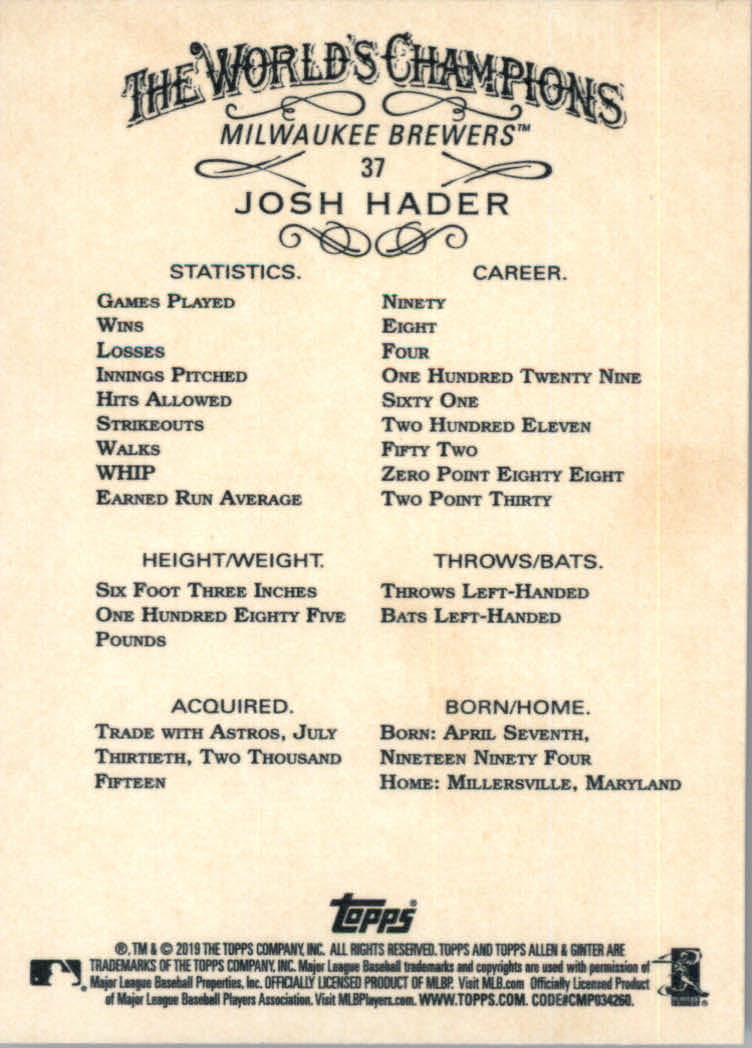 THE WORLD'S CHAMPIONS
MILWAUKEE BREWERS™
37
JOSH HADER
STATISTICS. CAREER.
GAMES PLAYED NINETY
WINS EIGHT
LOSSES FOUR
INNINGS PITCHED ONE HUNDRED TWENTY NINE
HITS ALLOWED SIXTY ONE
STRIKEOUTS TWO HUNDRED ELEVEN
WALKS FIFTY TWO
WHIP ZERO POINT EIGHTY EIGHT
EARNED RUN AVERAGE TWO POINT THIRTY
HEIGHT/WEIGHT.
SIX FOOT THREE INCHES
ONE HUNDRED EIGHTY FIVE
POUNDS
THROWS/BATS.
THROWS LEFT-HANDED
BATS LEFT-HANDED
ACQUIRED.
TRADE WITH ASTROS, JULY
THIRTIETH, TWO THOUSAND
FIFTEEN
BORN/HOME.
BORN: APRIL SEVENTH,
NINETEEN NINETY FOUR
HOME: MILLERSVILLE, MARYLAND
Topps®
®, TM & © 2019 THE TOPPS COMPANY, INC. ALL RIGHTS RESERVED. TOPPS AND TOPPS ALLEN & GINTER ARE
TRADEMARKS OF THE TOPPS COMPANY, INC. Major League Baseball trademarks and copyrights are used with permission of
Major League Baseball Properties, Inc. OFFICIALLY LICENSED PRODUCT OF MLBP. Visit MLB.com Officially Licensed Product
of Major League Baseball Players Association. Visit MLBPlayers.com. WWW.TOPPS.COM. CODE#CMP034260.